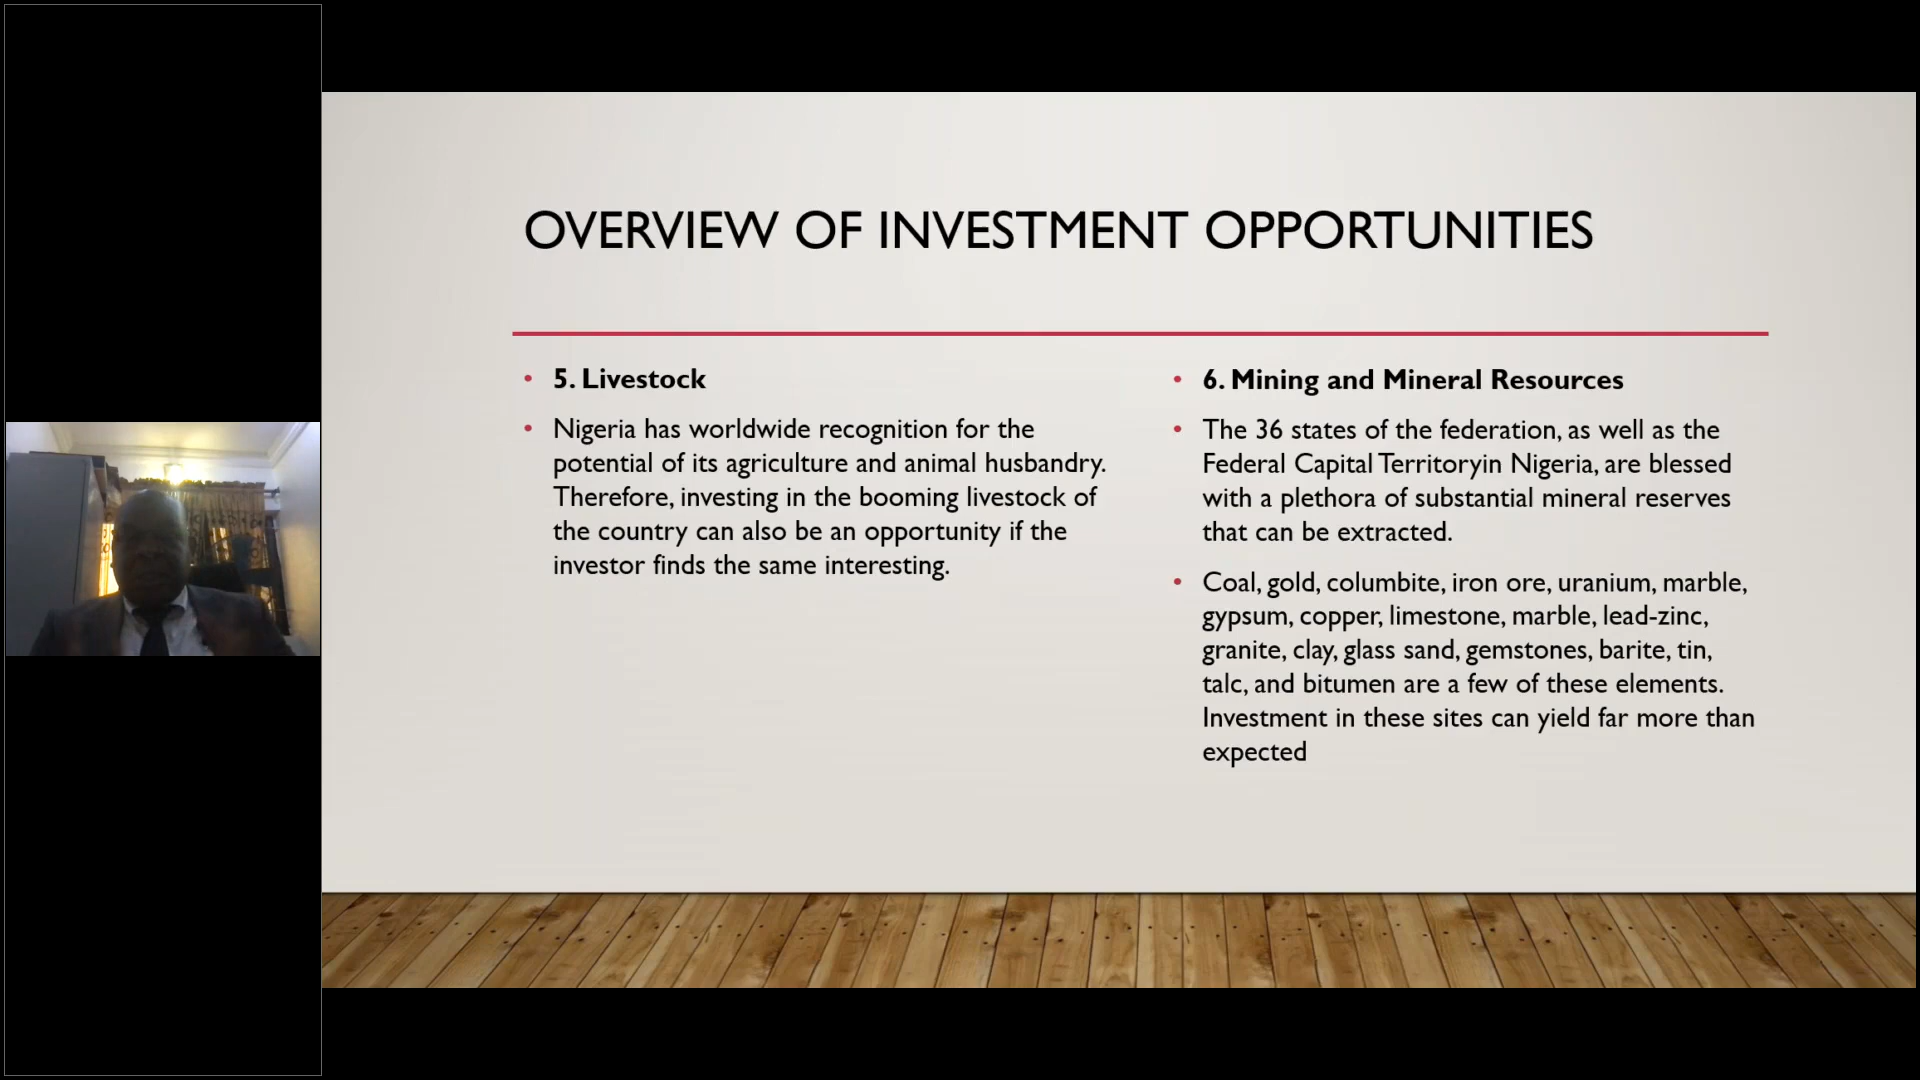 OVERVIEW OF INVESTMENT OPPORTUNITIES
• 5. Livestock
• Nigeria has worldwide recognition for the
potential of its agriculture and animal husbandry.
Therefore, investing in the booming livestock of
the country can also be an opportunity if the
investor finds the same interesting.
• 6. Mining and Mineral Resources
• The 36 states of the federation, as well as the
Federal Capital Territoryin Nigeria, are blessed
with a plethora of substantial mineral reserves
that can be extracted.
• Coal, gold, columbite, iron ore, uranium, marble,
gypsum, copper, limestone, marble, lead-zinc,
granite, clay, glass sand, gemstones, barite, tin,
talc, and bitumen are a few of these elements.
Investment in these sites can yield far more than
expected